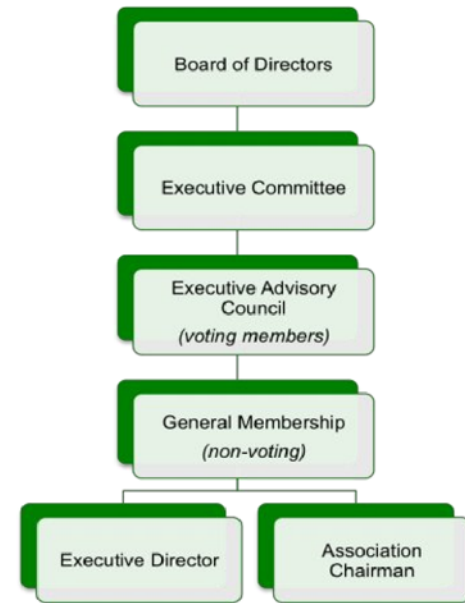 Board of Directors
Executive Committee
Executive Advisory
Council
(voting members)
General Membership
(non-voting)
Executive Director
Association
Chairman